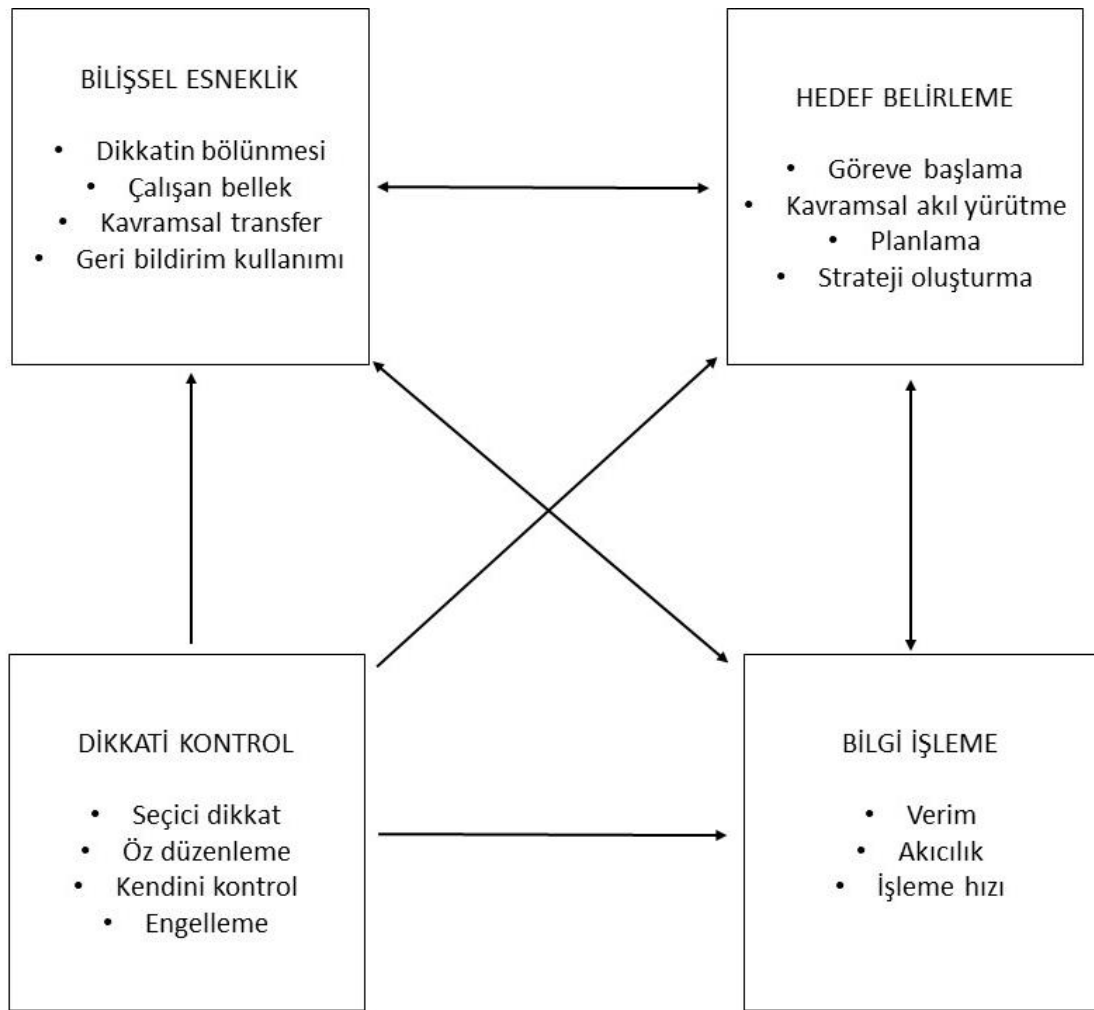 BİLİŞSEL ESNEKLİK
• Dikkatin bölünmesi
• Çalışan bellek
• Kavramsal transfer
• Geri bildirim kullanımı
HEDEF BELİRLEME
• Göreve başlama
• Kavramsal akıl yürütme
• Planlama
• Strateji oluşturma
DİKKATİ KONTROL
• Seçici dikkat
• Öz düzenleme
• Kendini kontrol
• Engelleme
BİLGİ İŞLEME
• Verim
• Akıcılık
• İşleme hızı